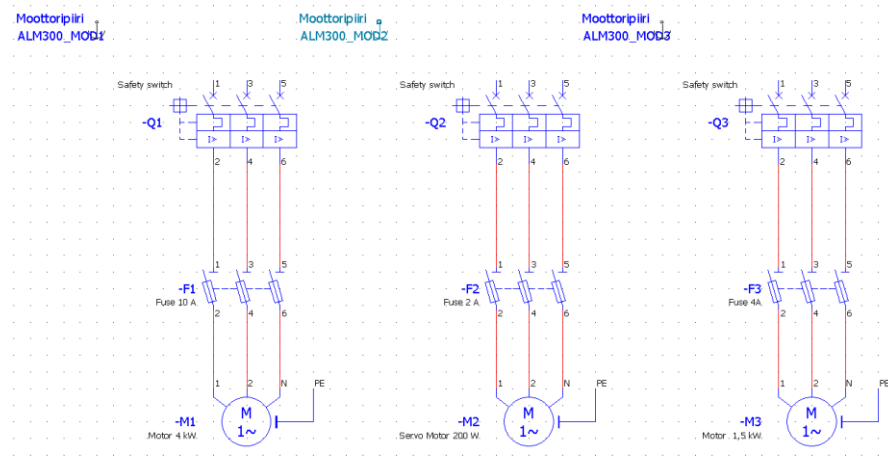 Moottoripiiri
ALM300_MOD1
Moottoripiiri
ALM300_MOD2
Moottoripiiri
ALM300_MOD3
Safety switch
1 3 5
-Q1
I> I> I>
2 4 6
Safety switch
1 3 5
-Q2
I> I> I>
2 4 6
Safety switch
1 3 5
-Q3
I> I> I>
2 4 6
1 3 5
-F1
Fuse 10 A
2 4 6
1 3 5
-F2
Fuse 2 A
2 4 6
1 3 5
-F3
Fuse 4A
2 4 6
1 2 N PE
-M1
Motor 4 kW.
M
1~
1 2 N PE
-M2
Servo Motor 200 W.
M
1~
1 2 N PE
-M3
Motor . 1,5 kW.
M
1~